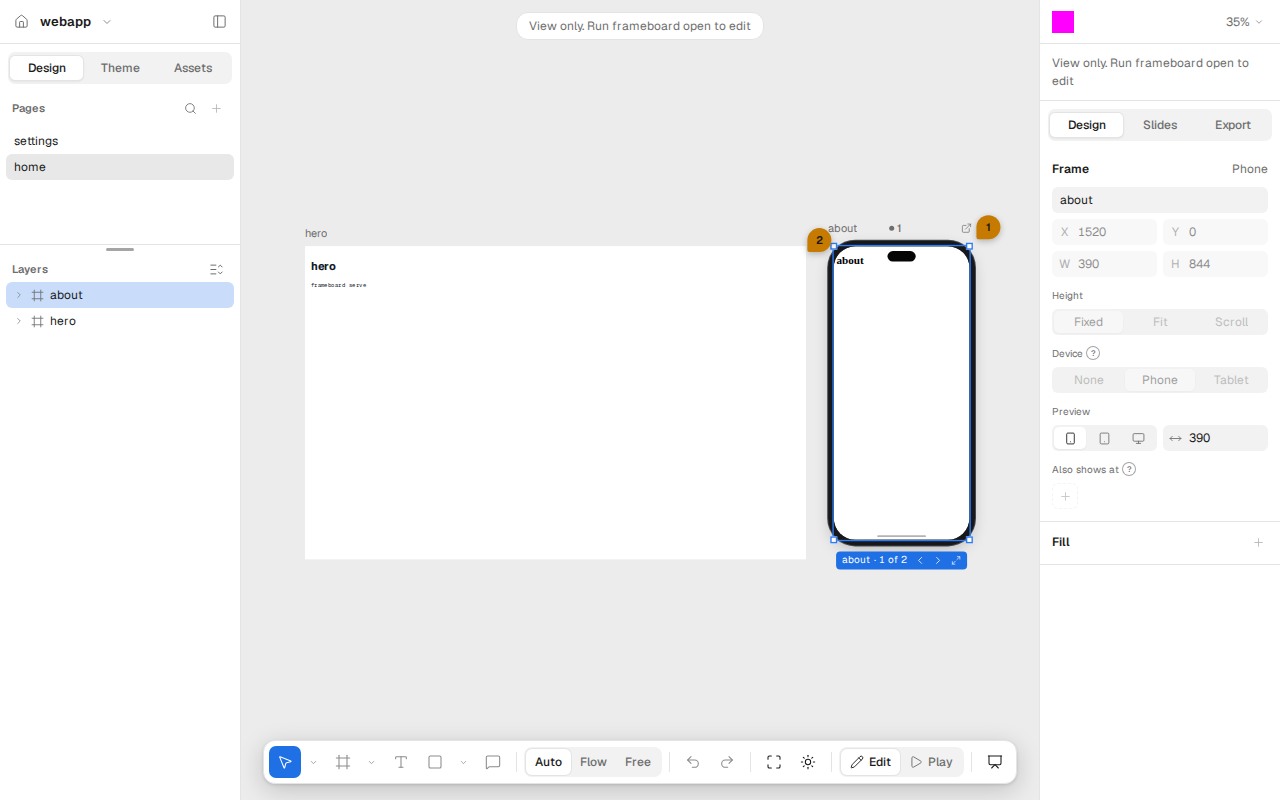 webapp
View only. Run frameboard open to edit
35%
View only. Run frameboard open to
edit
Design Theme Assets
Design Slides Export
Pages
settings
home
Frame Phone
about
X 1520 Y 0
W 390 H 844
Height
Fixed Fit Scroll
Device ?
None Phone Tablet
Preview
390
Also shows at ?
Fill
Layers
about
hero
hero
hero
frameboard serve
about 1
1
2
about
about · 1 of 2
Auto Flow Free
Edit Play